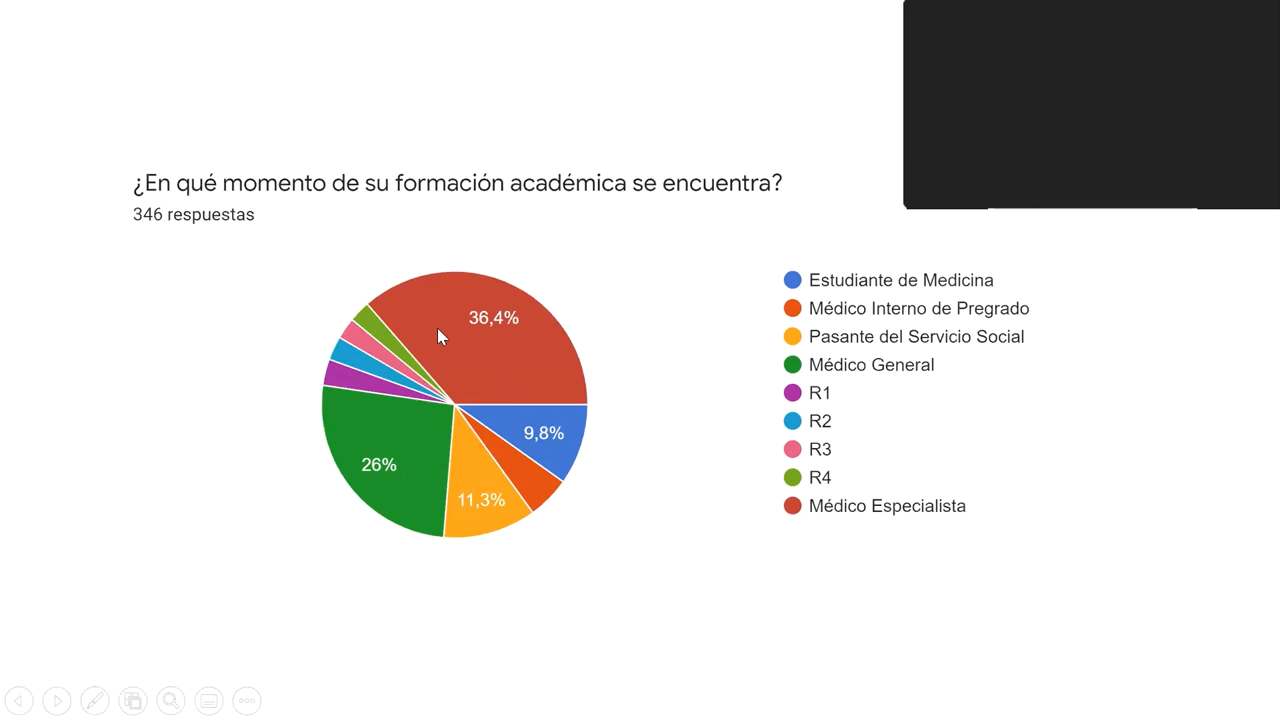 ¿En qué momento de su formación académica se encuentra?
346 respuestas
36,4%
9,8%
26%
11,3%
Estudiante de Medicina
Médico Interno de Pregrado
Pasante del Servicio Social
Médico General
R1
R2
R3
R4
Médico Especialista